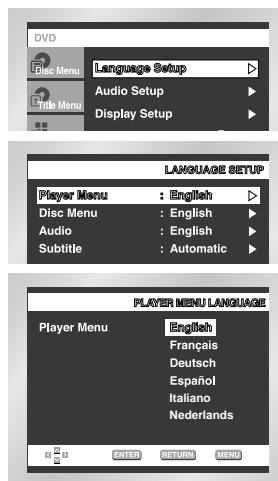 DVD
Disc Menu
Language Setup
Audio Setup
Title Menu
Display Setup
LANGUAGE SETUP
Player Menu : English
Disc Menu : English
Audio : English
Subtitle : Automatic
PLAYER MENU LANGUAGE
Player Menu English
Français
Deutsch
Español
Italiano
Nederlands
ENTER RETURN MENU